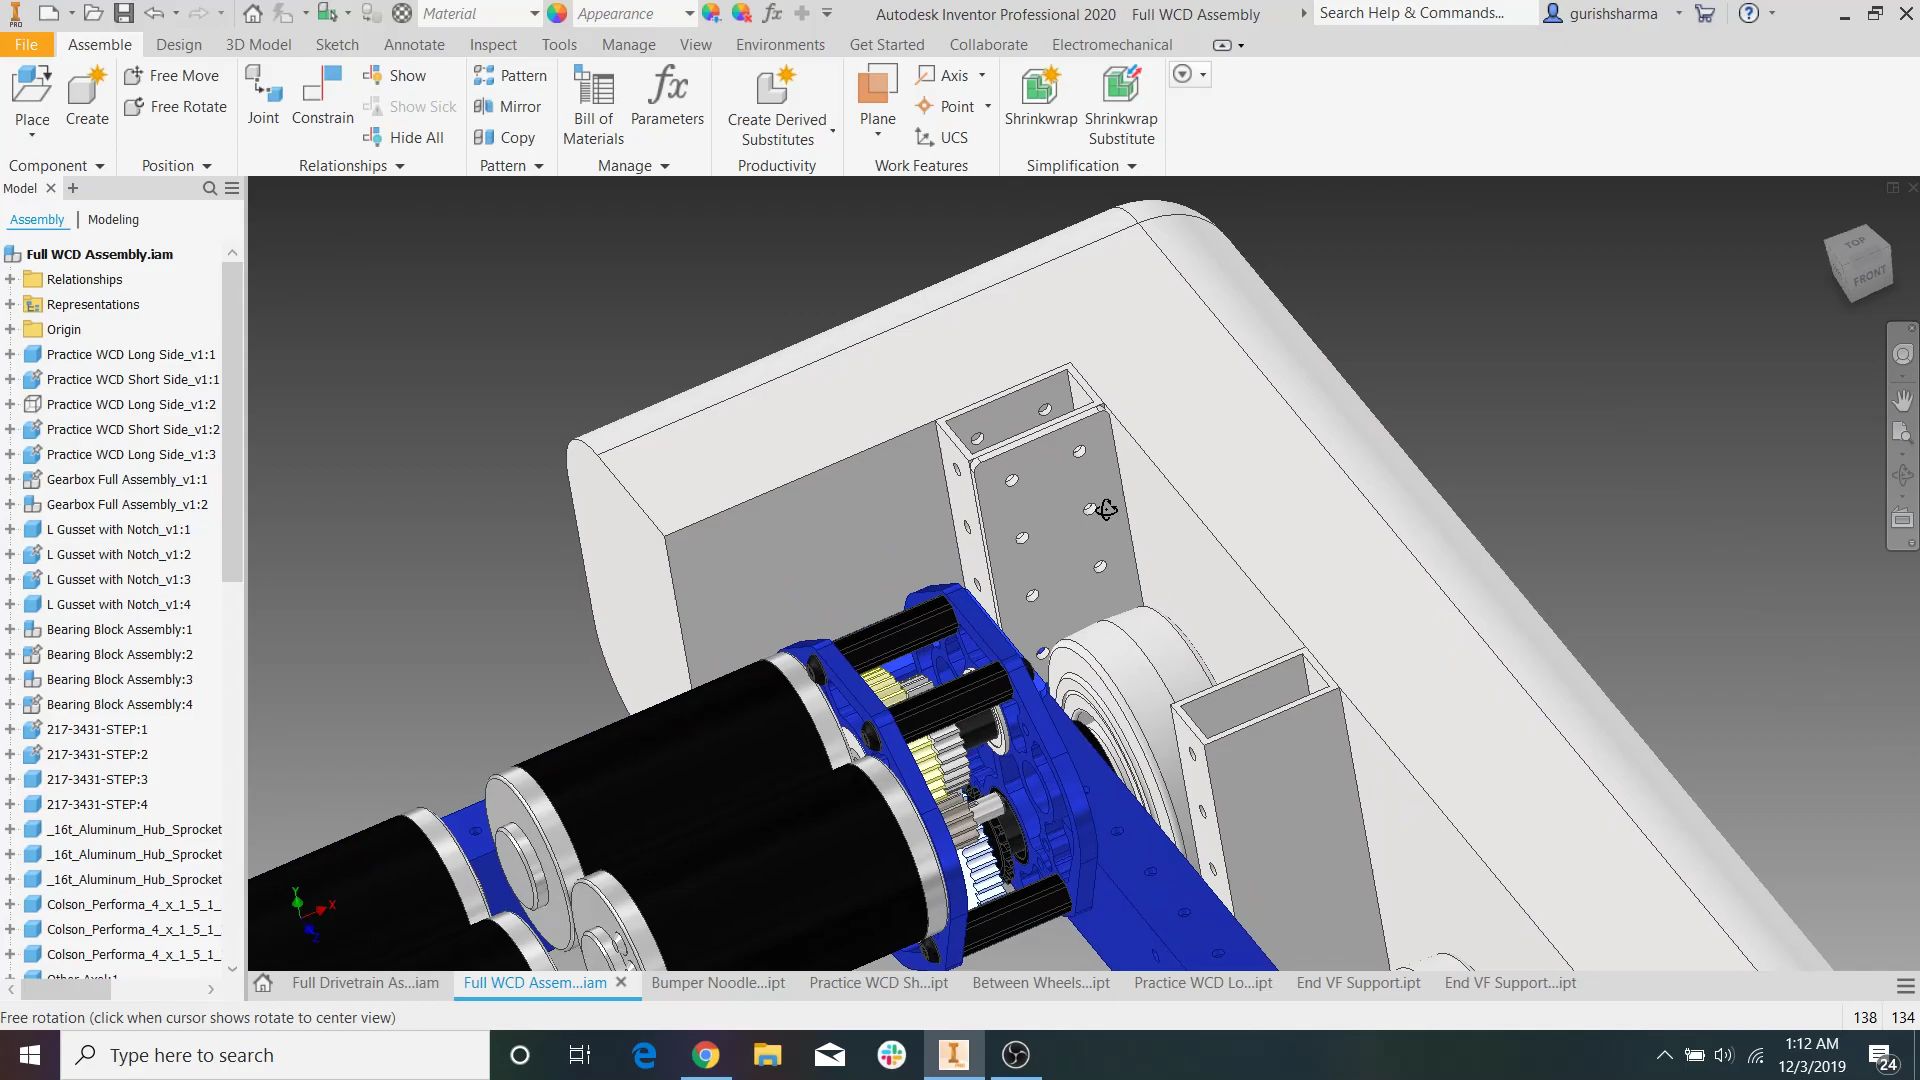 PRO
Material
Appearance
Autodesk Inventor Professional 2020 Full WCD Assembly
Search Help & Commands...
gurishsharma
File Assemble Design 3D Model Sketch Annotate Inspect Tools Manage View Environments Get Started Collaborate Electromechanical
Place
Create
Free Move
Free Rotate
Joint
Constrain
Show
Show Sick
Hide All
Pattern
Mirror
Copy
Bill of
Materials
Parameters
Create Derived
Substitutes
Plane
Axis
Point
UCS
Shrinkwrap
Shrinkwrap
Substitute
Component Position Relationships Pattern Manage Productivity Work Features Simplification
Model
Assembly | Modeling
Full WCD Assembly.iam
Relationships
Representations
Origin
Practice WCD Long Side_v1:1
Practice WCD Short Side_v1:1
Practice WCD Long Side_v1:2
Practice WCD Short Side_v1:2
Practice WCD Long Side_v1:3
Gearbox Full Assembly_v1:1
Gearbox Full Assembly_v1:2
L Gusset with Notch_v1:1
L Gusset with Notch_v1:2
L Gusset with Notch_v1:3
L Gusset with Notch_v1:4
Bearing Block Assembly:1
Bearing Block Assembly:2
Bearing Block Assembly:3
Bearing Block Assembly:4
217-3431-STEP:1
217-3431-STEP:2
217-3431-STEP:3
217-3431-STEP:4
_16t_Aluminum_Hub_Sprocket
_16t_Aluminum_Hub_Sprocket
_16t_Aluminum_Hub_Sprocket
Colson_Performa_4_x_1_5_1_
Colson_Performa_4_x_1_5_1_
Colson_Performa_4_x_1_5_1_
Other Axel:1
TOP
FRONT
Y
X
Z
Full Drivetrain As...iam Full WCD Assem...iam Bumper Noodle...ipt Practice WCD Sh...ipt Between Wheels...ipt Practice WCD Lo...ipt End VF Support.ipt End VF Support...ipt
Free rotation (click when cursor shows rotate to center view)
138 134
Type here to search
1:12 AM
12/3/2019
24